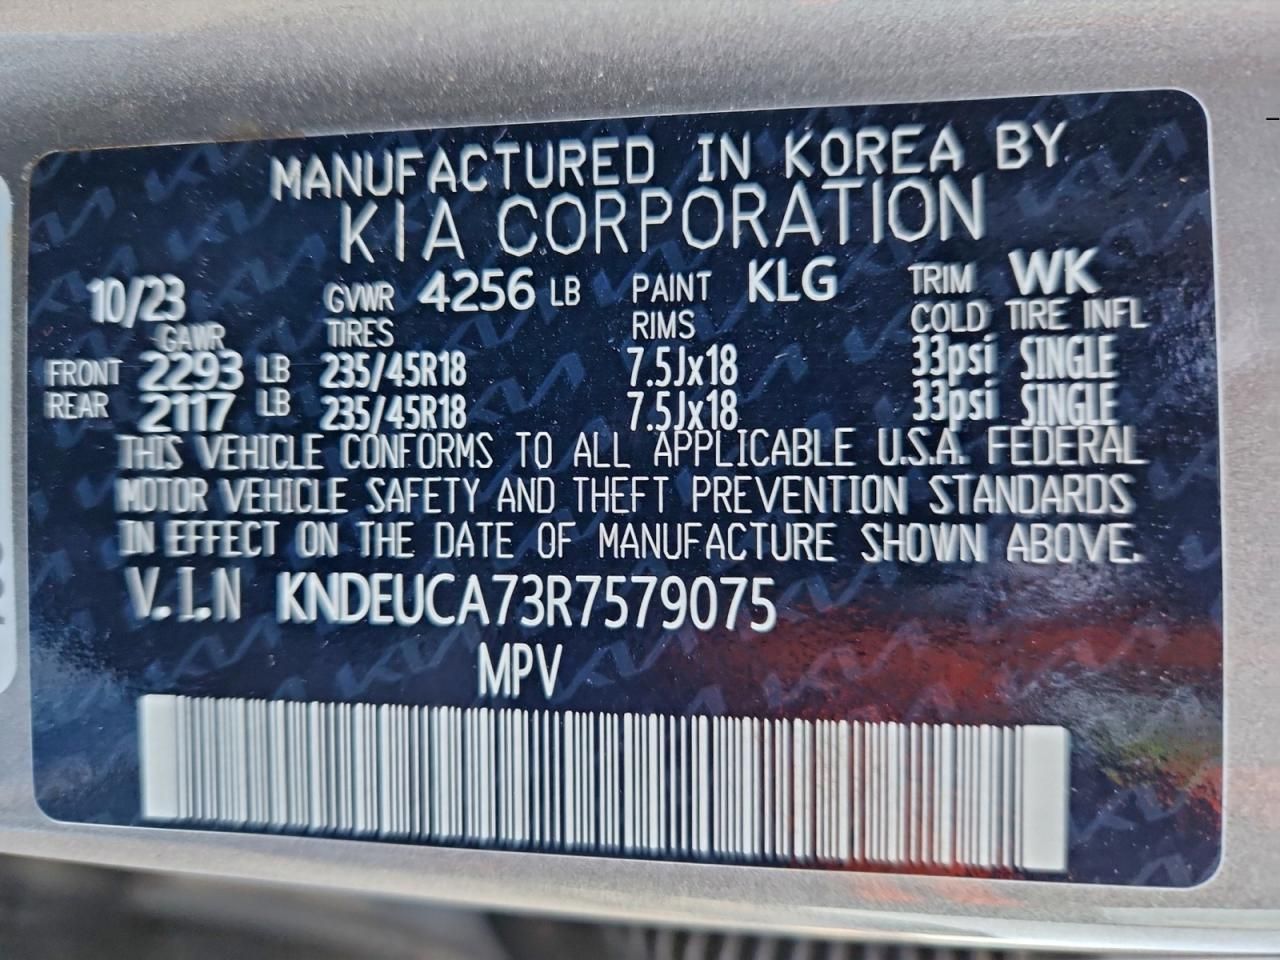 MANUFACTURED IN KOREA BY
KIA CORPORATION
10/23 GVWR 4256 LB PAINT KLG TRIM WK
GAWR TIRES RIMS COLD TIRE INFL
FRONT 2293 LB 235/45R18 7.5Jx18 33psi SINGLE
REAR 2117 LB 235/45R18 7.5Jx18 33psi SINGLE
THIS VEHICLE CONFORMS TO ALL APPLICABLE U.S.A. FEDERAL
MOTOR VEHICLE SAFETY AND THEFT PREVENTION STANDARDS
IN EFFECT ON THE DATE OF MANUFACTURE SHOWN ABOVE.
V.I.N KNDEUCA73R7579075
MPV